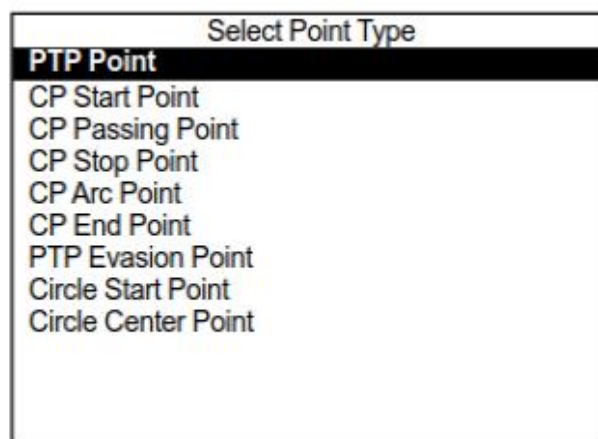 Select Point Type
PTP Point
CP Start Point
CP Passing Point
CP Stop Point
CP Arc Point
CP End Point
PTP Evasion Point
Circle Start Point
Circle Center Point